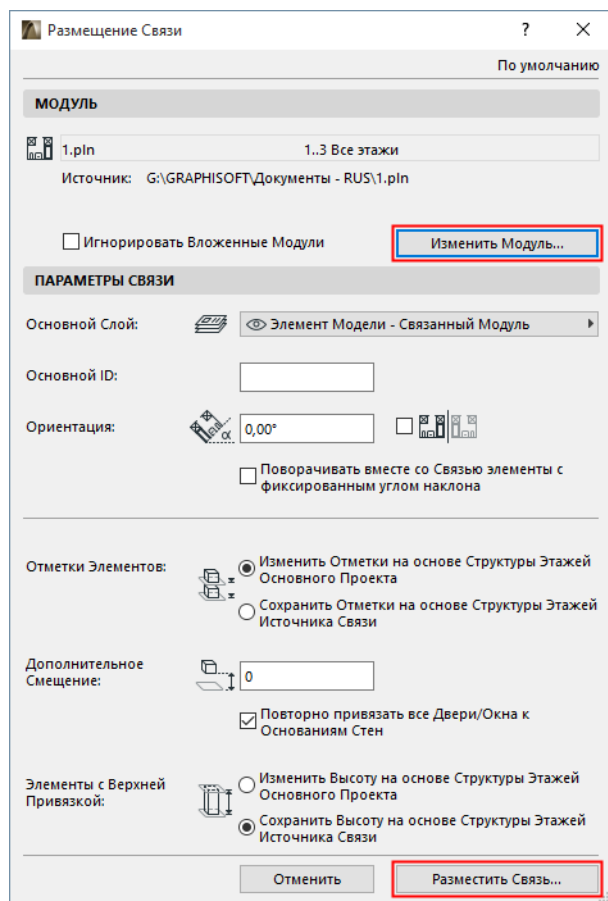 Размещение Связи
?
По умолчанию
МОДУЛЬ
1.pln 1..3 Все этажи
Источник: G:\GRAPHISOFT\Документы - RUS\1.pln
Игнорировать Вложенные Модули
Изменить Модуль...
ПАРАМЕТРЫ СВЯЗИ
Основной Слой:
Элемент Модели - Связанный Модуль
Основной ID:
Ориентация:
α
0,00°
Поворачивать вместе со Связью элементы с
фиксированным углом наклона
Отметки Элементов:
Изменить Отметки на основе Структуры Этажей
Основного Проекта
Сохранить Отметки на основе Структуры Этажей
Источника Связи
Дополнительное
Смещение:
0
Повторно привязать все Двери/Окна к
Основаниям Стен
Элементы с Верхней
Привязкой:
Изменить Высоту на основе Структуры Этажей
Основного Проекта
Сохранить Высоту на основе Структуры Этажей
Источника Связи
Отменить
Разместить Связь...